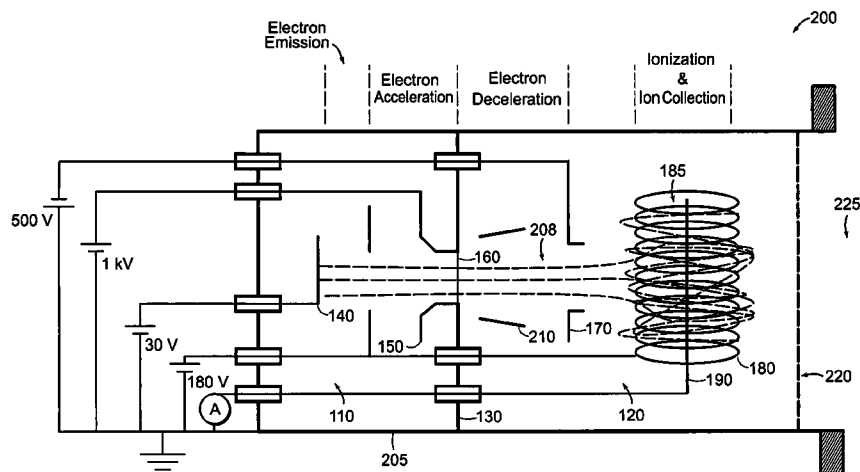 200
Electron
Emission
Electron
Acceleration
Electron
Deceleration
Ionization
&
Ion Collection
185
225
500 V
208
160
1 kV
140
30 V
150
210
170
180 V
190
180
220
A
110
130
120
205